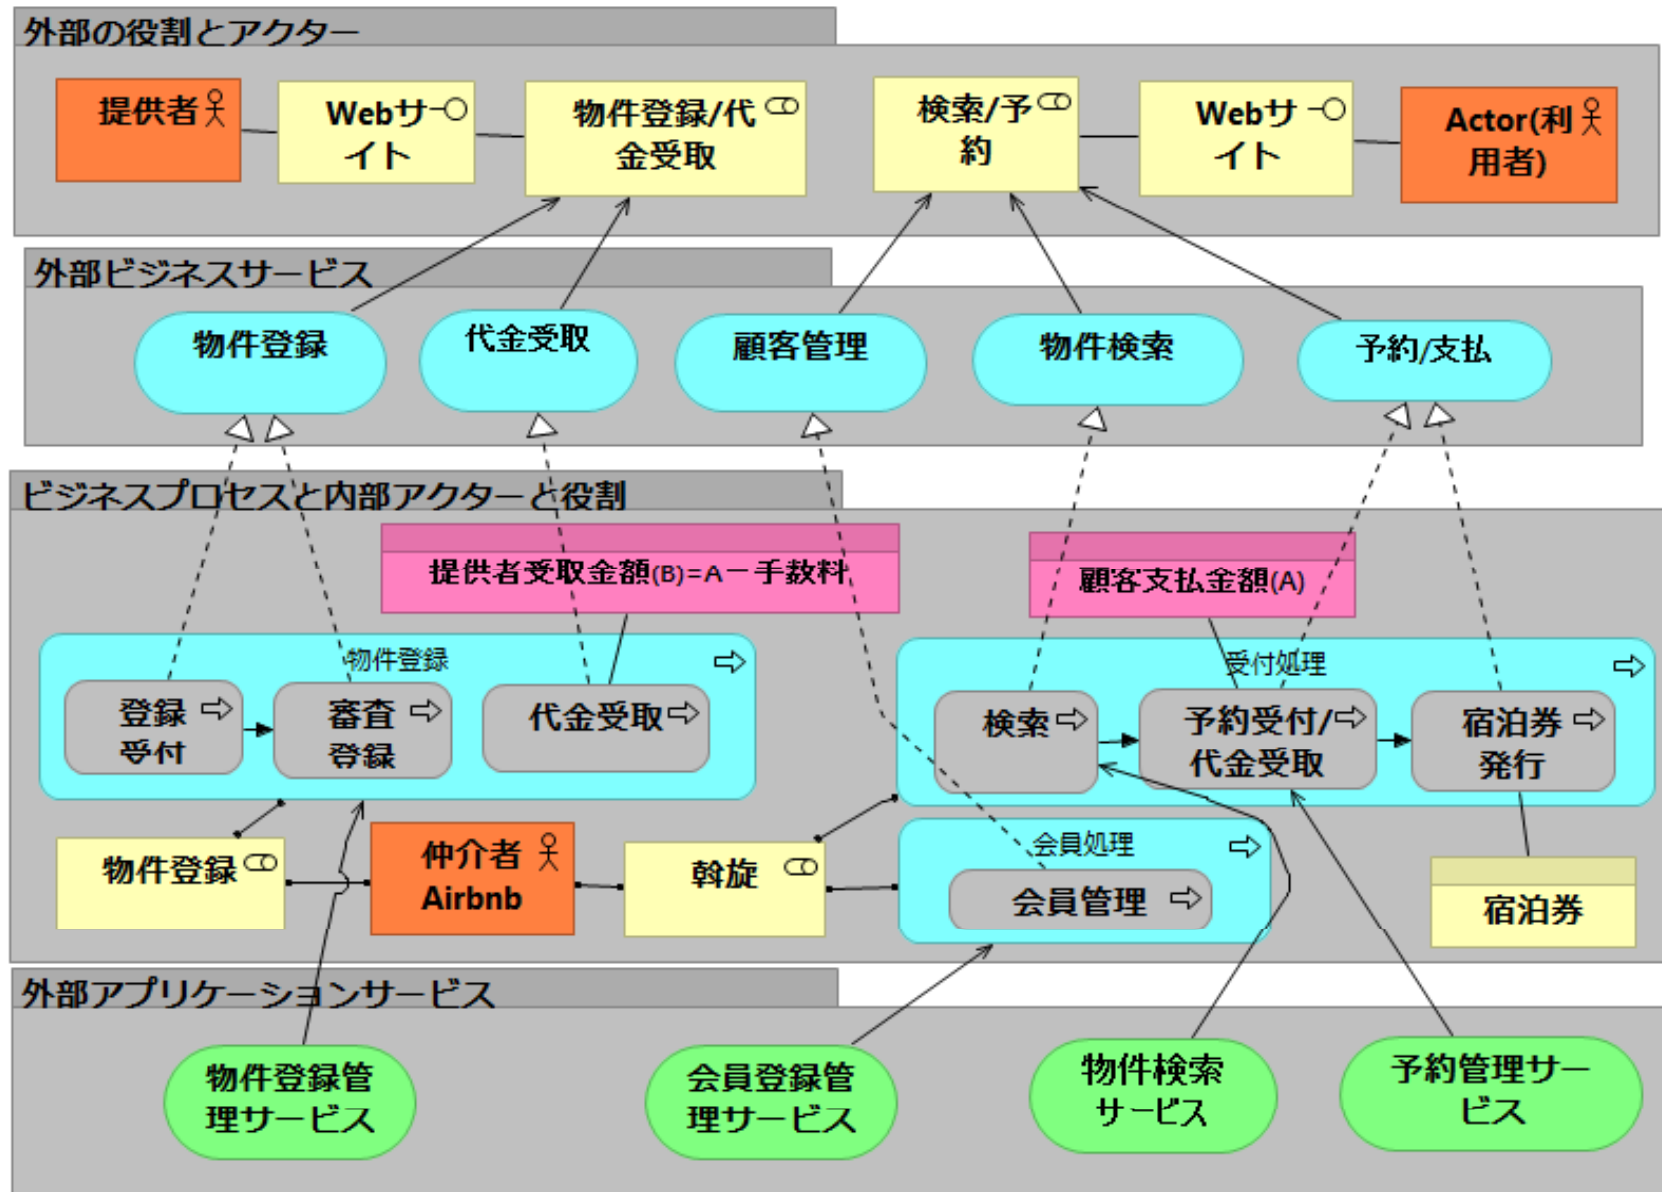 外部の役割とアクター
提供者
Webサ
イト
物件登録/代
金受取
検索/予
約
Webサ
イト
Actor(利
用者)
外部ビジネスサービス
物件登録
代金受取
顧客管理
物件検索
予約/支払
ビジネスプロセスと内部アクターと役割
提供者受取金額(B)=A－手数料
顧客支払金額(A)
物件登録
登録
受付
審査
登録
代金受取
受付処理
検索
予約受付/
代金受取
宿泊券
発行
物件登録
仲介者
Airbnb
斡旋
会員処理
会員管理
宿泊券
外部アプリケーションサービス
物件登録管
理サービス
会員登録管
理サービス
物件検索
サービス
予約管理サー
ビス